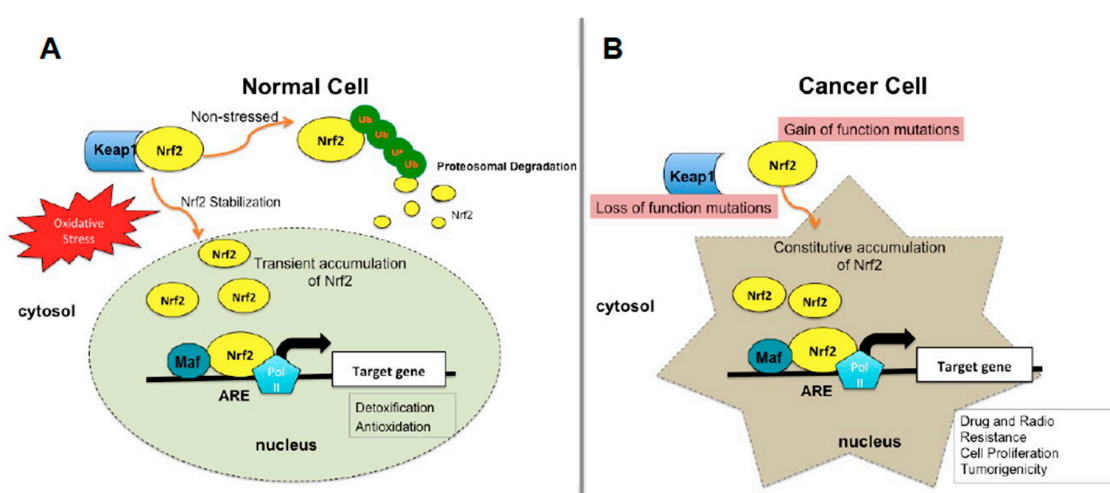 A
Normal Cell
Non-stressed
Keap1
Nrf2
Nrf2
Ub
Ub
Ub
Ub
Proteosomal Degradation
Nrf2
Nrf2 Stabilization
Oxidative
Stress
Nrf2
Transient accumulation
of Nrf2
Nrf2
Nrf2
cytosol
Maf
Nrf2
Pol
II
Target gene
ARE
Detoxification
Antioxidation
nucleus
B
Cancer Cell
Gain of function mutations
Nrf2
Keap1
Loss of function mutations
Constitutive accumulation
of Nrf2
Nrf2
Nrf2
cytosol
Maf
Nrf2
Pol
II
Target gene
ARE
Drug and Radio
Resistance
Cell Proliferation
Tumorigenicity
nucleus